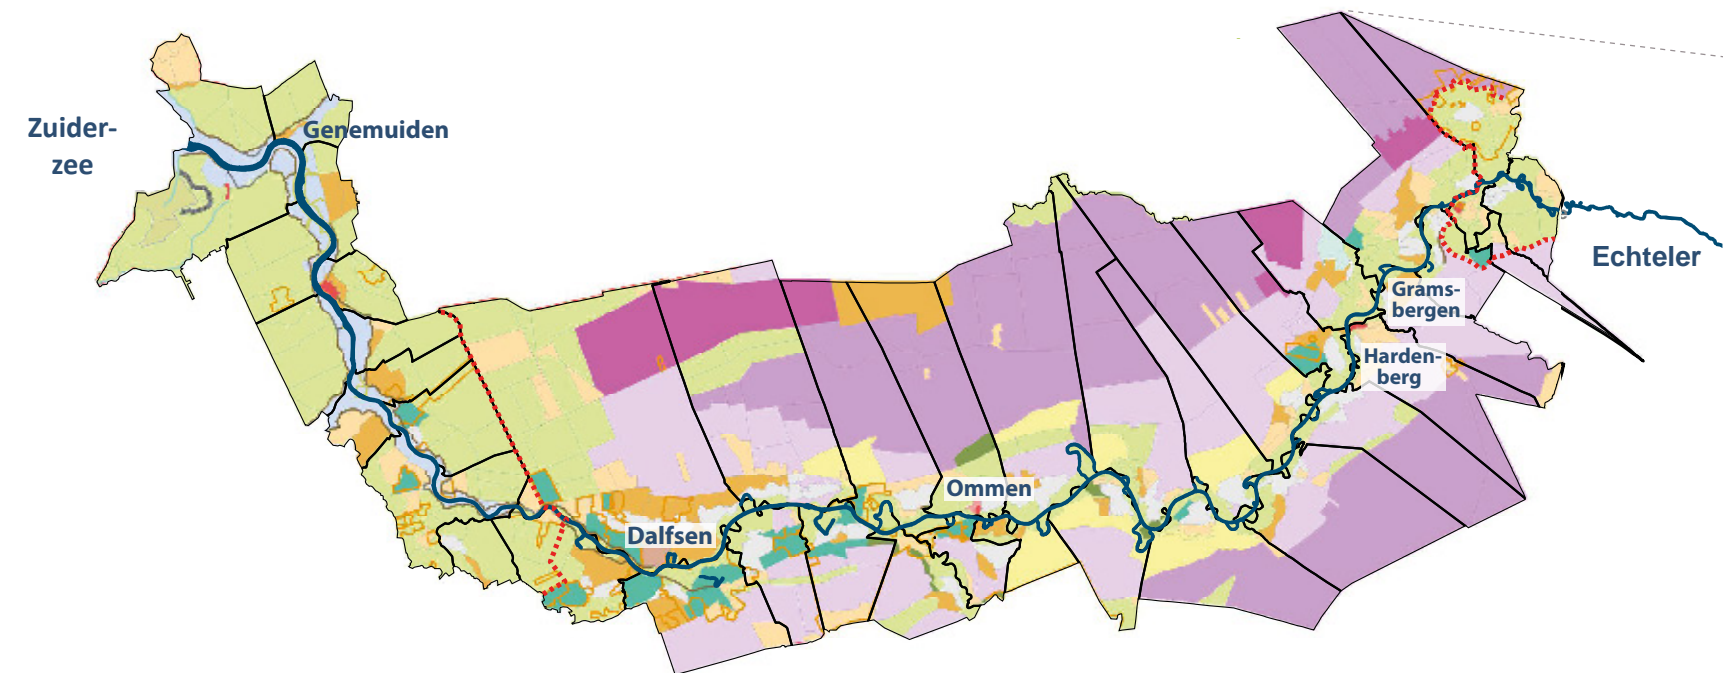 Zuider-
zee
Genemuiden
Dalfsen
Ommen
Grams-
bergen
Harden-
berg
Echteler